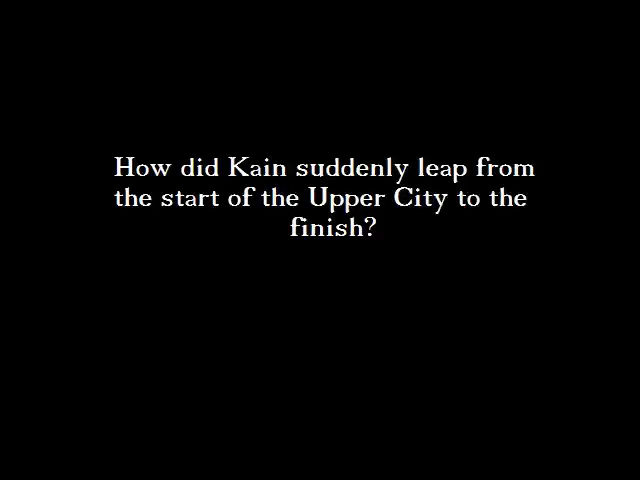 How did Kain suddenly leap from
the start of the Upper City to the
finish?